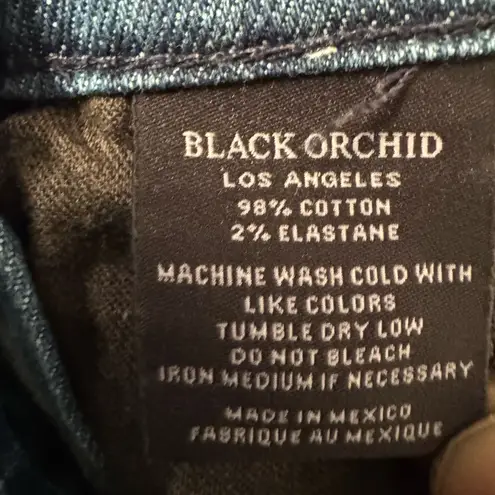 BLACK ORCHID
LOS ANGELES
98% COTTON
2% ELASTANE
MACHINE WASH COLD WITH
LIKE COLORS
TUMBLE DRY LOW
DO NOT BLEACH
IRON MEDIUM IF NECESSARY
MADE IN MEXICO
FABRIQUE AU MEXIQUE